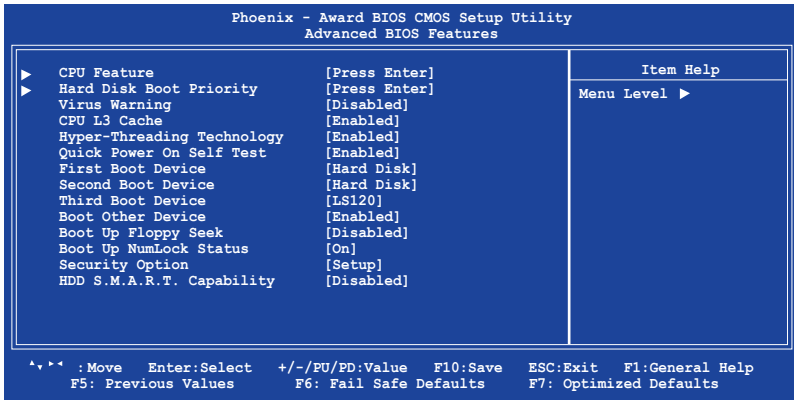 Phoenix - Award BIOS CMOS Setup Utility
Advanced BIOS Features
CPU Feature [Press Enter]
Hard Disk Boot Priority [Press Enter]
Virus Warning [Disabled]
CPU L3 Cache [Enabled]
Hyper-Threading Technology [Enabled]
Quick Power On Self Test [Enabled]
First Boot Device [Hard Disk]
Second Boot Device [Hard Disk]
Third Boot Device [LS120]
Boot Other Device [Enabled]
Boot Up Floppy Seek [Disabled]
Boot Up NumLock Status [On]
Security Option [Setup]
HDD S.M.A.R.T. Capability [Disabled]
Item Help
Menu Level ►
:Move Enter:Select +/-/PU/PD:Value F10:Save ESC:Exit F1:General Help
F5: Previous Values F6: Fail Safe Defaults F7: Optimized Defaults